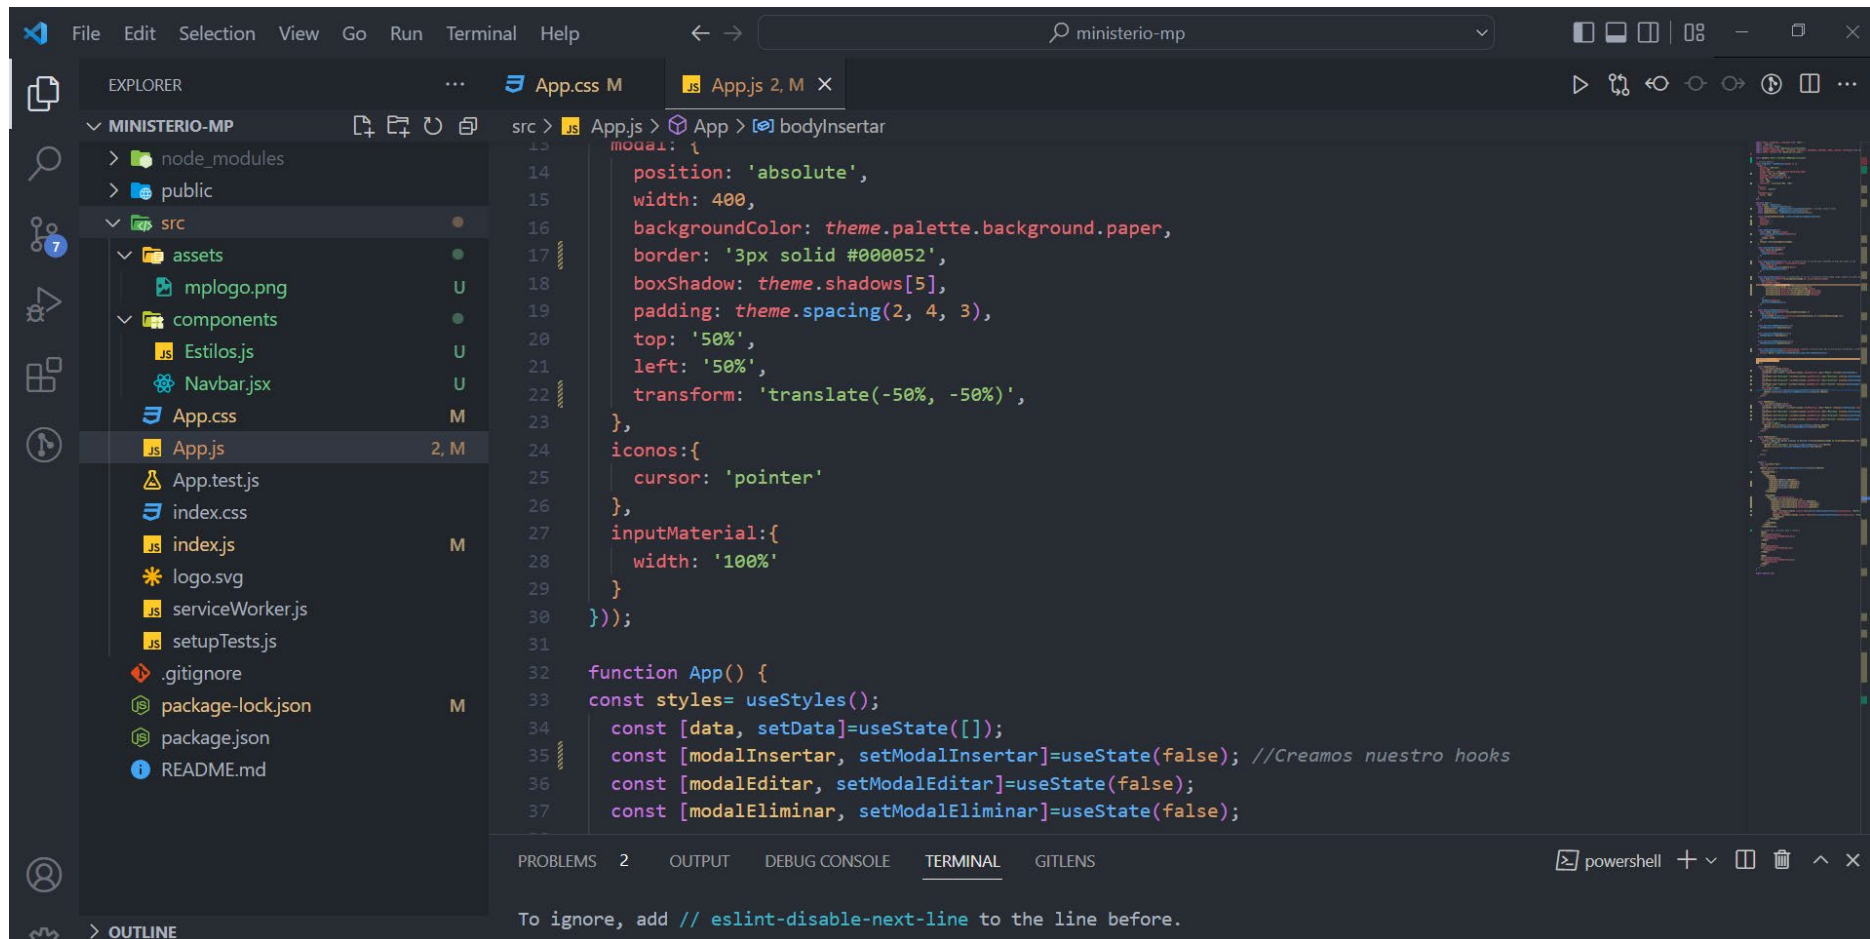 File Edit Selection View Go Run Terminal Help
ministerio-mp
EXPLORER
MINISTERIO-MP
node_modules
public
src
assets
mplogo.png U
components
Estilos.js U
Navbar.jsx U
App.css M
App.js 2, M
App.test.js
index.css
index.js M
logo.svg
serviceWorker.js
setupTests.js
.gitignore
package-lock.json M
package.json
README.md
OUTLINE
7
App.css M
App.js 2, M
src > App.js > App > bodyInsertar
13 modal: {
14 position: 'absolute',
15 width: 400,
16 backgroundColor: theme.palette.background.paper,
17 border: '3px solid #000052',
18 boxShadow: theme.shadows[5],
19 padding: theme.spacing(2, 4, 3),
20 top: '50%',
21 left: '50%',
22 transform: 'translate(-50%, -50%)',
23 },
24 iconos:{
25 cursor: 'pointer'
26 },
27 inputMaterial:{
28 width: '100%'
29 }
30 }));
31
32 function App() {
33 const styles= useStyles();
34 const [data, setData]=useState([]);
35 const [modalInsertar, setModalInsertar]=useState(false); //Creamos nuestro hooks
36 const [modalEditar, setModalEditar]=useState(false);
37 const [modalEliminar, setModalEliminar]=useState(false);
PROBLEMS 2 OUTPUT DEBUG CONSOLE TERMINAL GITLENS
powershell
To ignore, add // eslint-disable-next-line to the line before.